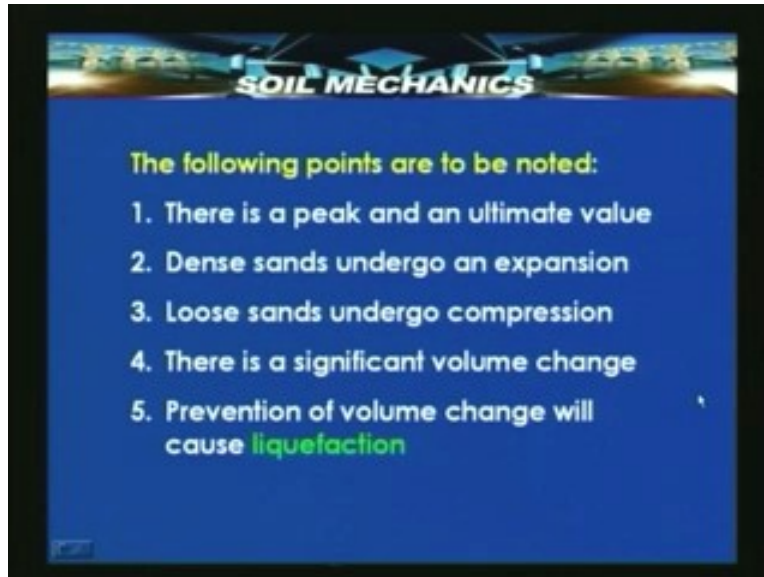 SOIL MECHANICS
The following points are to be noted:
1. There is a peak and an ultimate value
2. Dense sands undergo an expansion
3. Loose sands undergo compression
4. There is a significant volume change
5. Prevention of volume change will
cause liquefaction